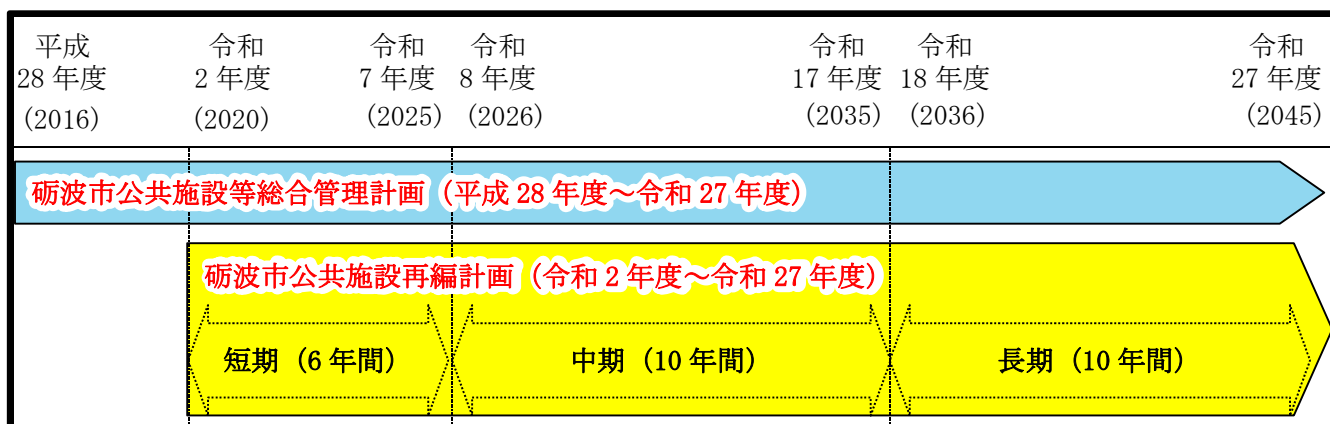 平成 令和 令和 令和 令和 令和 令和
28 年度 2 年度 7 年度 8 年度 17 年度 18 年度 27 年度
(2016) (2020) (2025) (2026) (2035) (2036) (2045)
砺波市公共施設等総合管理計画（平成 28 年度～令和 27 年度）
砺波市公共施設再編計画（令和 2 年度～令和 27 年度）
短期（6 年間） 中期（10 年間） 長期（10 年間）